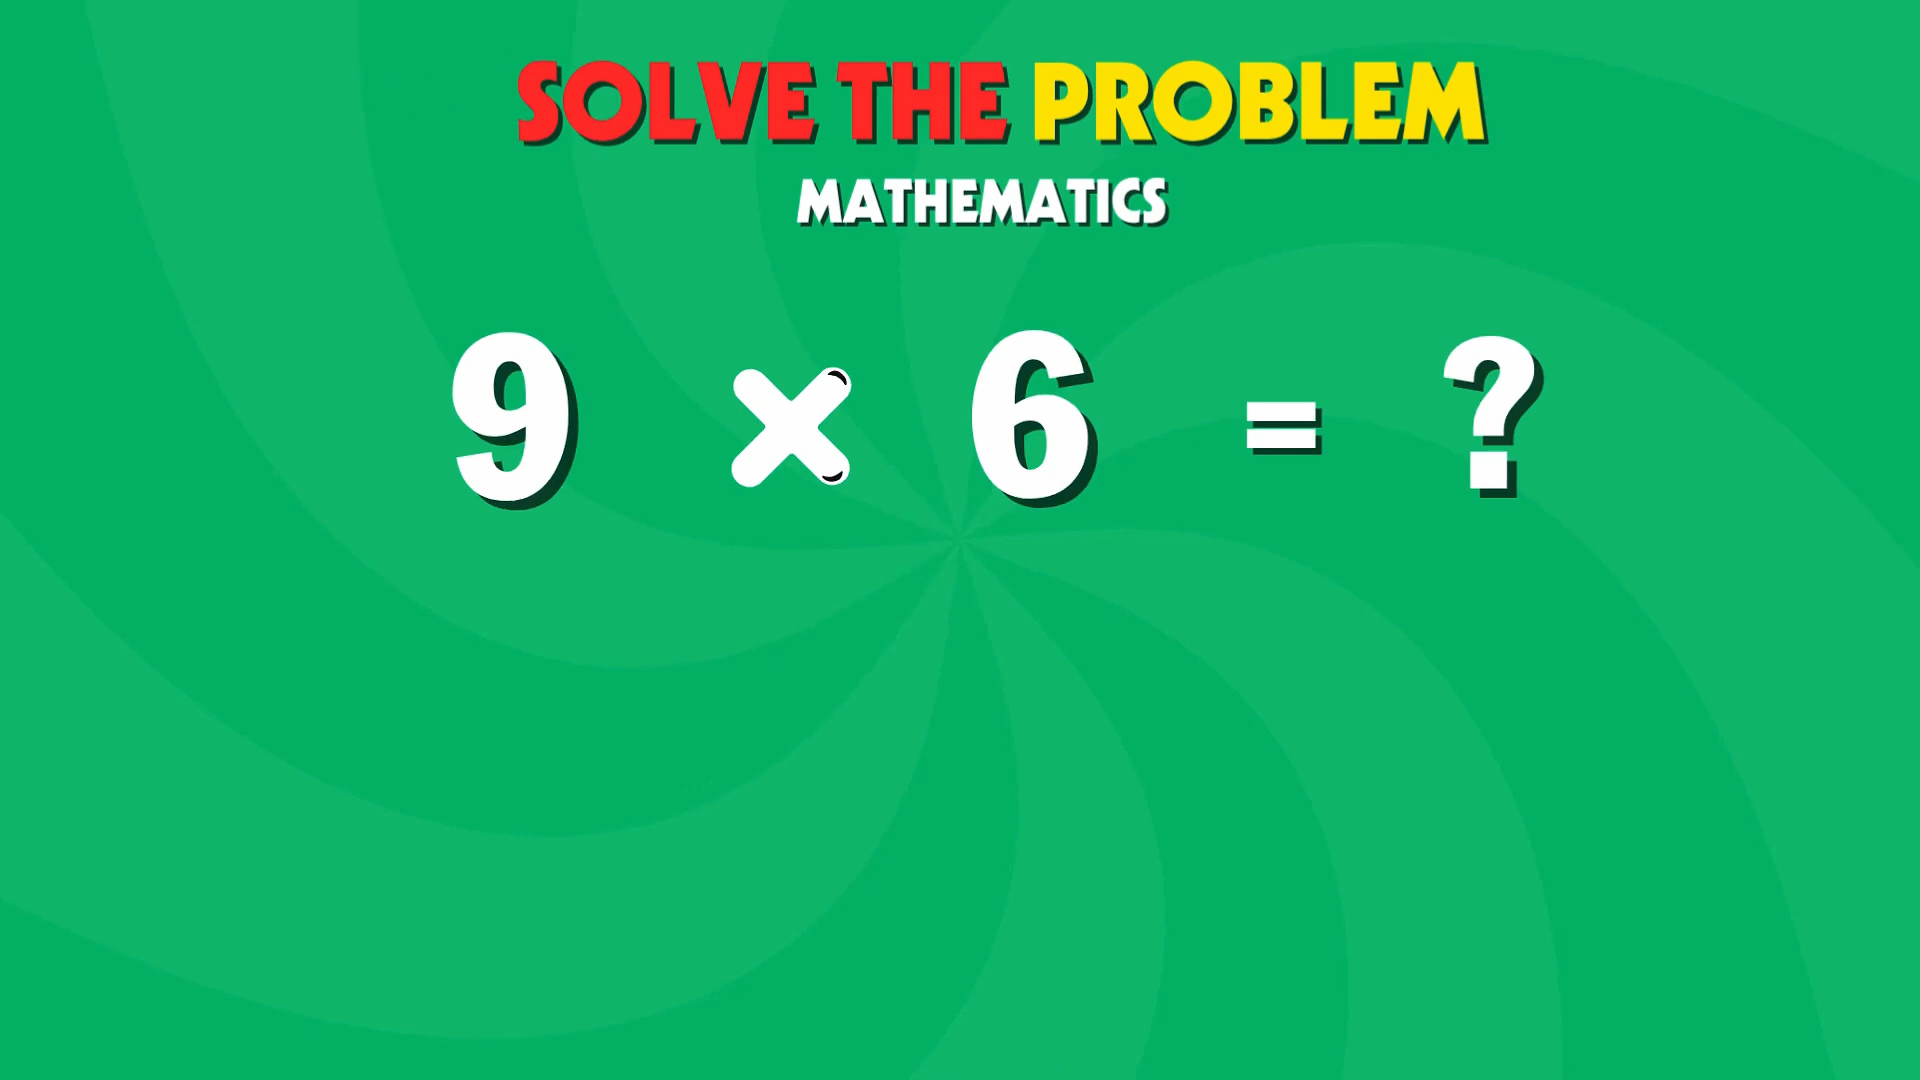 SOLVE THE PROBLEM
MATHEMATICS
9 × 6 = ?